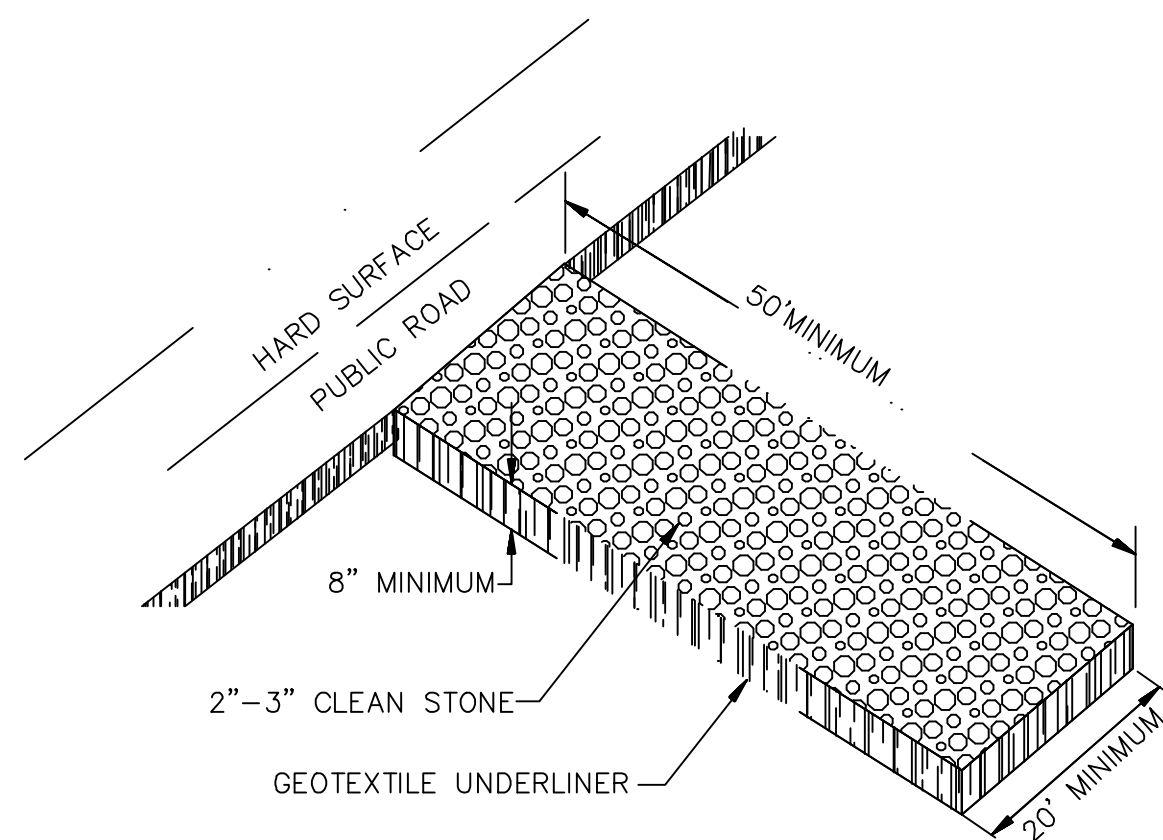 HARD SURFACE
PUBLIC ROAD
50'MINIMUM
8” MINIMUM
2”-3” CLEAN STONE
GEOTEXTILE UNDERLINER
20' MINIMUM